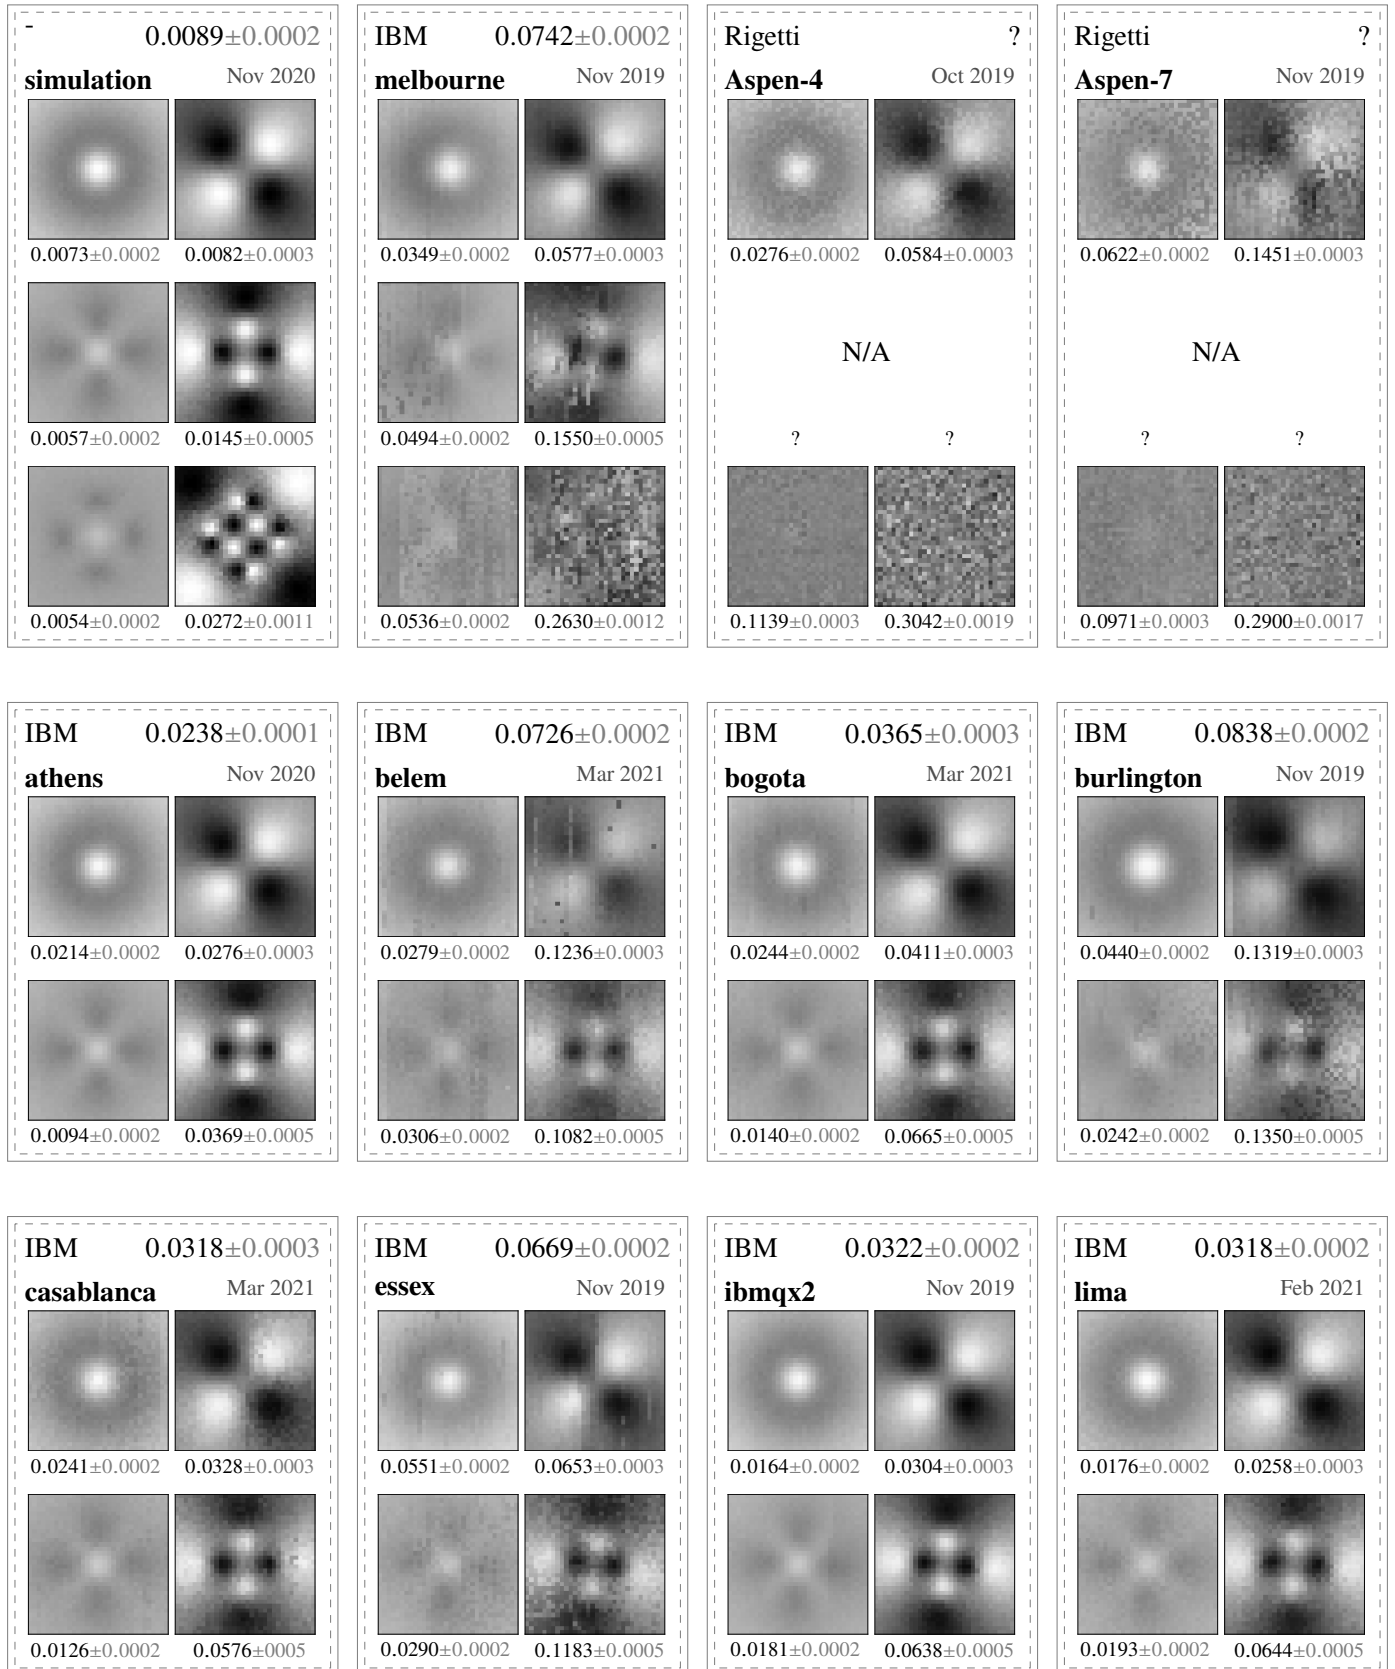 - 0.0089±0.0002
simulation Nov 2020
0.0073±0.0002 0.0082±0.0003
0.0057±0.0002 0.0145±0.0005
0.0054±0.0002 0.0272±0.0011
IBM 0.0742±0.0002
melbourne Nov 2019
0.0349±0.0002 0.0577±0.0003
0.0494±0.0002 0.1550±0.0005
0.0536±0.0002 0.2630±0.0012
Rigetti ?
Aspen-4 Oct 2019
0.0276±0.0002 0.0584±0.0003
N/A
? ?
0.1139±0.0003 0.3042±0.0019
Rigetti ?
Aspen-7 Nov 2019
0.0622±0.0002 0.1451±0.0003
N/A
? ?
0.0971±0.0003 0.2900±0.0017
IBM 0.0238±0.0001
athens Nov 2020
0.0214±0.0002 0.0276±0.0003
0.0094±0.0002 0.0369±0.0005
IBM 0.0726±0.0002
belem Mar 2021
0.0279±0.0002 0.1236±0.0003
0.0306±0.0002 0.1082±0.0005
IBM 0.0365±0.0003
bogota Mar 2021
0.0244±0.0002 0.0411±0.0003
0.0140±0.0002 0.0665±0.0005
IBM 0.0838±0.0002
burlington Nov 2019
0.0440±0.0002 0.1319±0.0003
0.0242±0.0002 0.1350±0.0005
IBM 0.0318±0.0003
casablanca Mar 2021
0.0241±0.0002 0.0328±0.0003
0.0126±0.0002 0.0576±0005
IBM 0.0669±0.0002
essex Nov 2019
0.0551±0.0002 0.0653±0.0003
0.0290±0.0002 0.1183±0.0005
IBM 0.0322±0.0002
ibmqx2 Nov 2019
0.0164±0.0002 0.0304±0.0003
0.0181±0.0002 0.0638±0.0005
IBM 0.0318±0.0002
lima Feb 2021
0.0176±0.0002 0.0258±0.0003
0.0193±0.0002 0.0644±0.0005